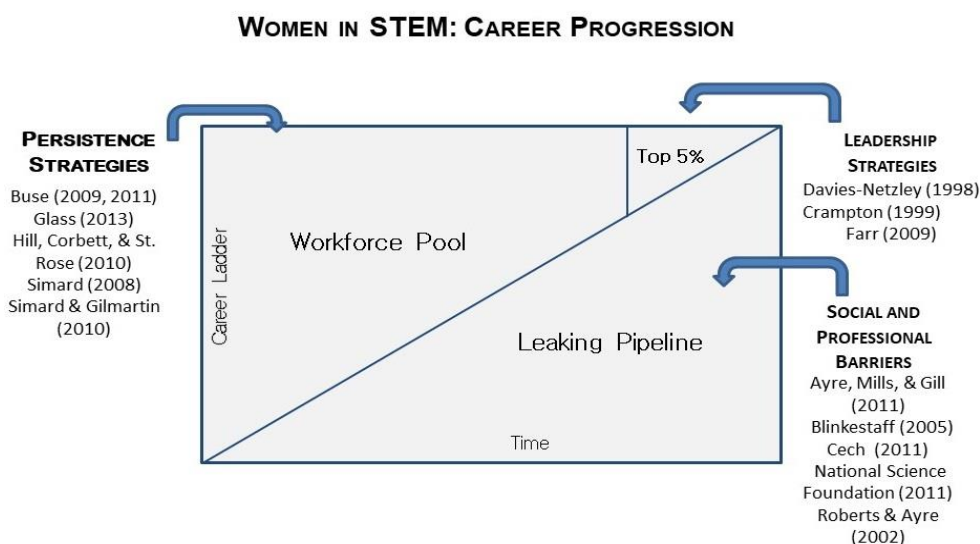 WOMEN IN STEM: CAREER PROGRESSION
PERSISTENCE
STRATEGIES
Buse (2009, 2011)
Glass (2013)
Hill, Corbett, & St.
Rose (2010)
Simard (2008)
Simard & Gilmartin
(2010)
Career Ladder
Workforce Pool
Top 5%
Leaking Pipeline
Time
LEADERSHIP
STRATEGIES
Davies-Netzley (1998)
Crampton (1999)
Farr (2009)
SOCIAL AND
PROFESSIONAL
BARRIERS
Ayre, Mills, & Gill
(2011)
Blinkestaff (2005)
Cech (2011)
National Science
Foundation (2011)
Roberts & Ayre
(2002)